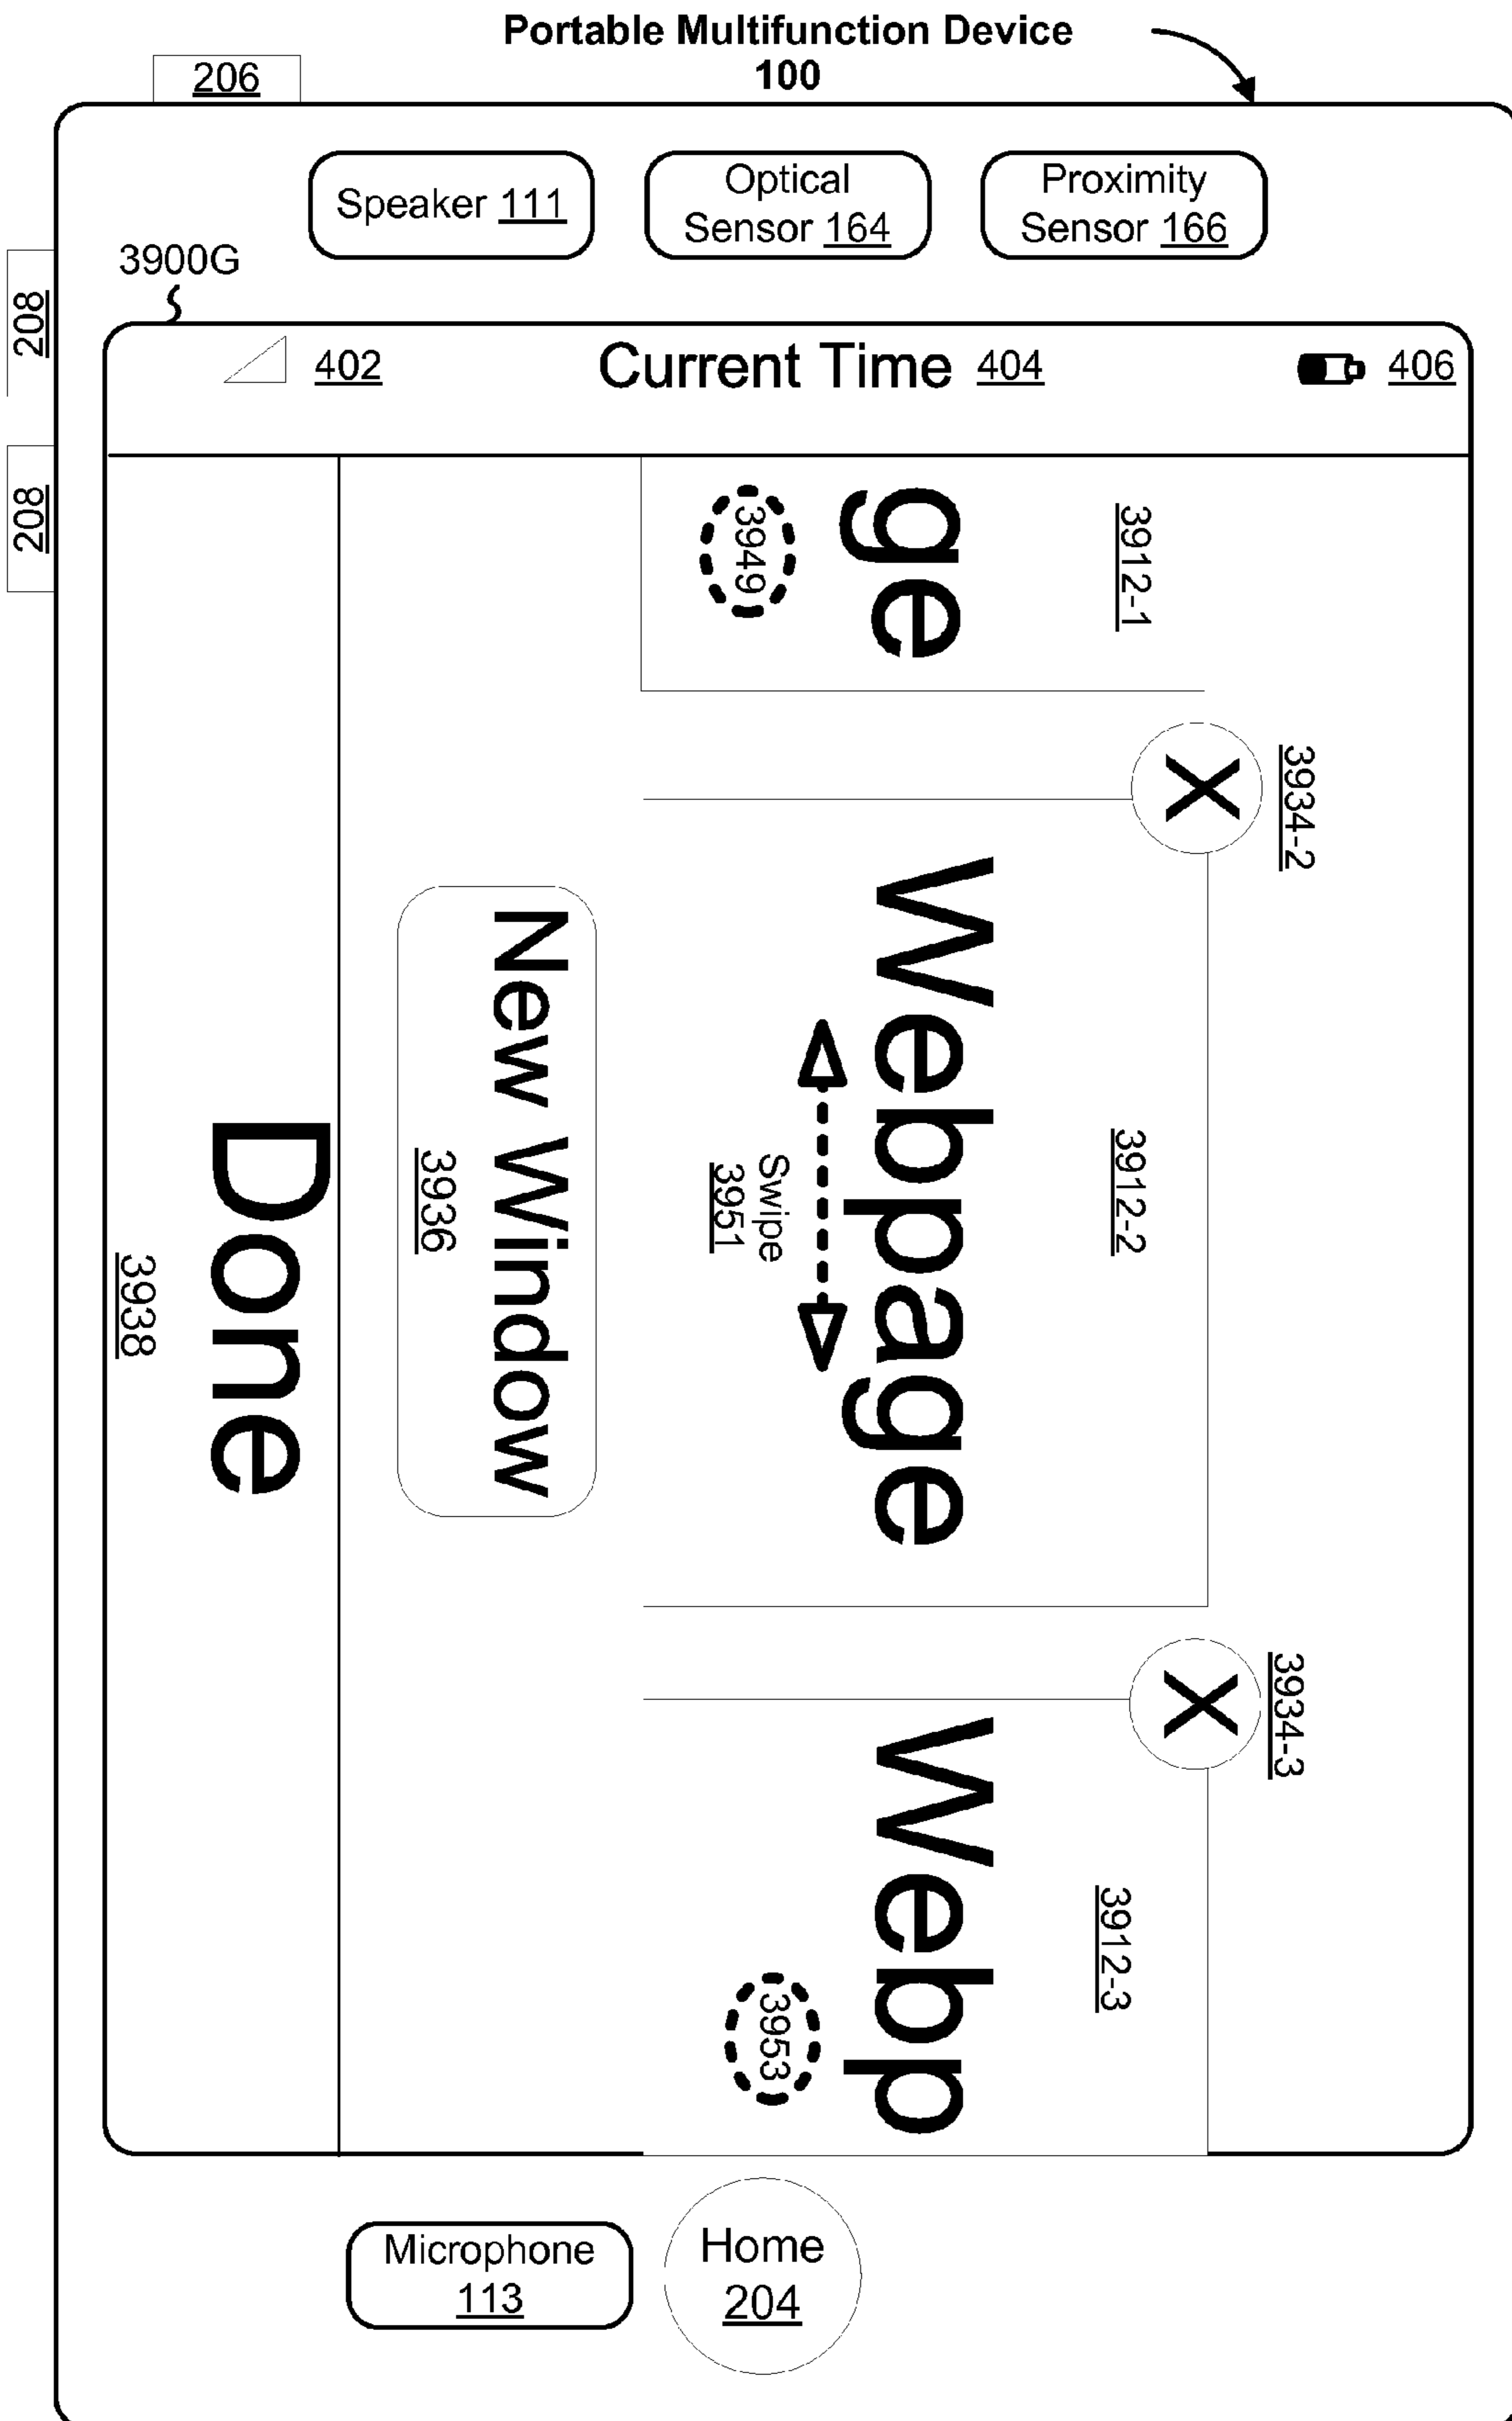 Portable Multifunction Device
100
206
Speaker 111
Optical
Sensor 164
Proximity
Sensor 166
3900G
208
208
402
Current Time 404
406
3912-1
ge
3949
3934-2
X
3912-2
Webpage
Swipe
3951
3934-3
X
3912-3
Webp
3953
New Window
3936
Done
3938
Microphone
113
Home
204